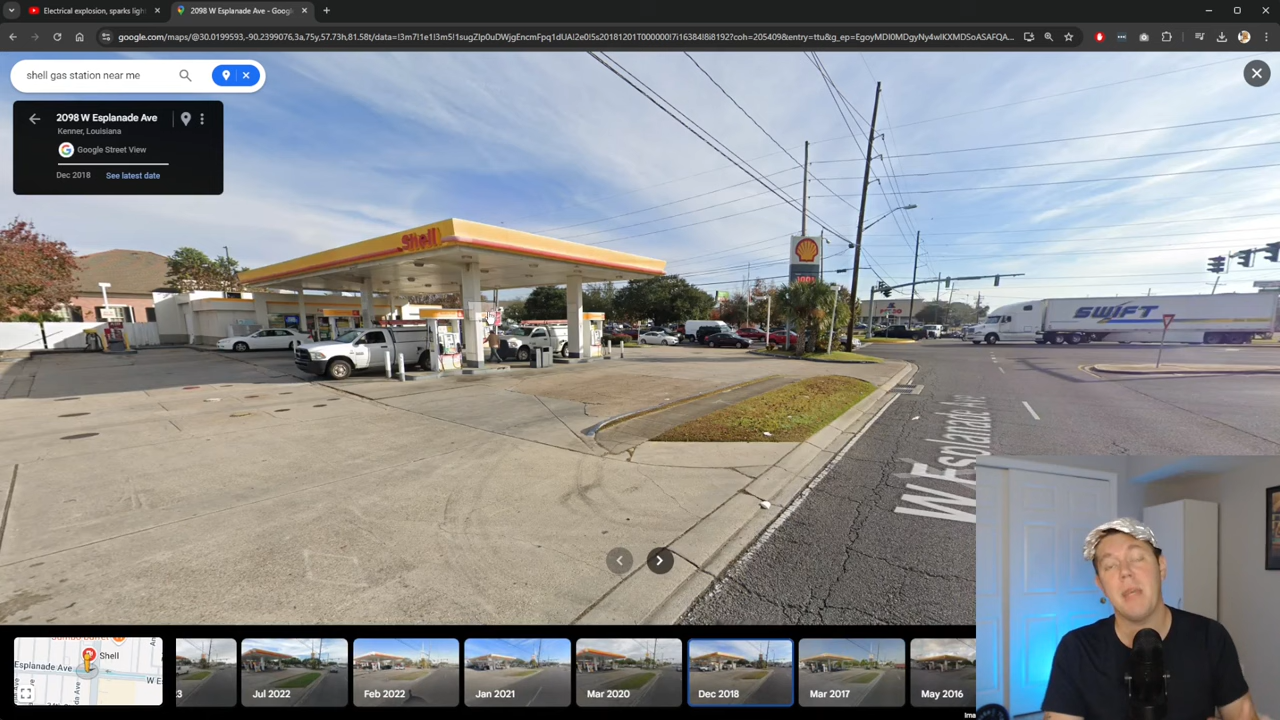 Electrical explosion, sparks ligh
2098 W Esplanade Ave - Googl
google.com/maps/@30.0199593,-90.2399076,3a,75y,57.73h,81.58t/data=!3m7!1e1!3m5!1sugZIp0uDWjgEncmFpq1dUA!2e0!5s20181201T000000!7i16384!8i8192?coh=205409&entry=ttu&g_ep=EgoyMDI0MDgyNy4wIKXMDSoASAFQA...
shell gas station near me
2098 W Esplanade Ave
Kenner, Louisiana
Google Street View
Dec 2018
See latest date
Shell
SWIFT
W Esplanade Ave
Shell
Esplanade Ave
W E
23
Jul 2022
Feb 2022
Jan 2021
Mar 2020
Dec 2018
Mar 2017
May 2016
Ima